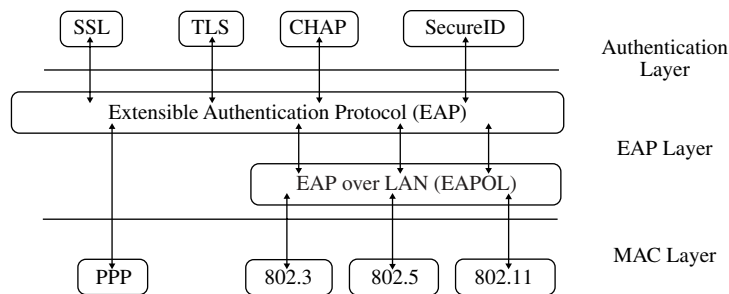 SSL TLS CHAP SecureID
Authentication
Layer
Extensible Authentication Protocol (EAP)
EAP Layer
EAP over LAN (EAPOL)
MAC Layer
PPP 802.3 802.5 802.11